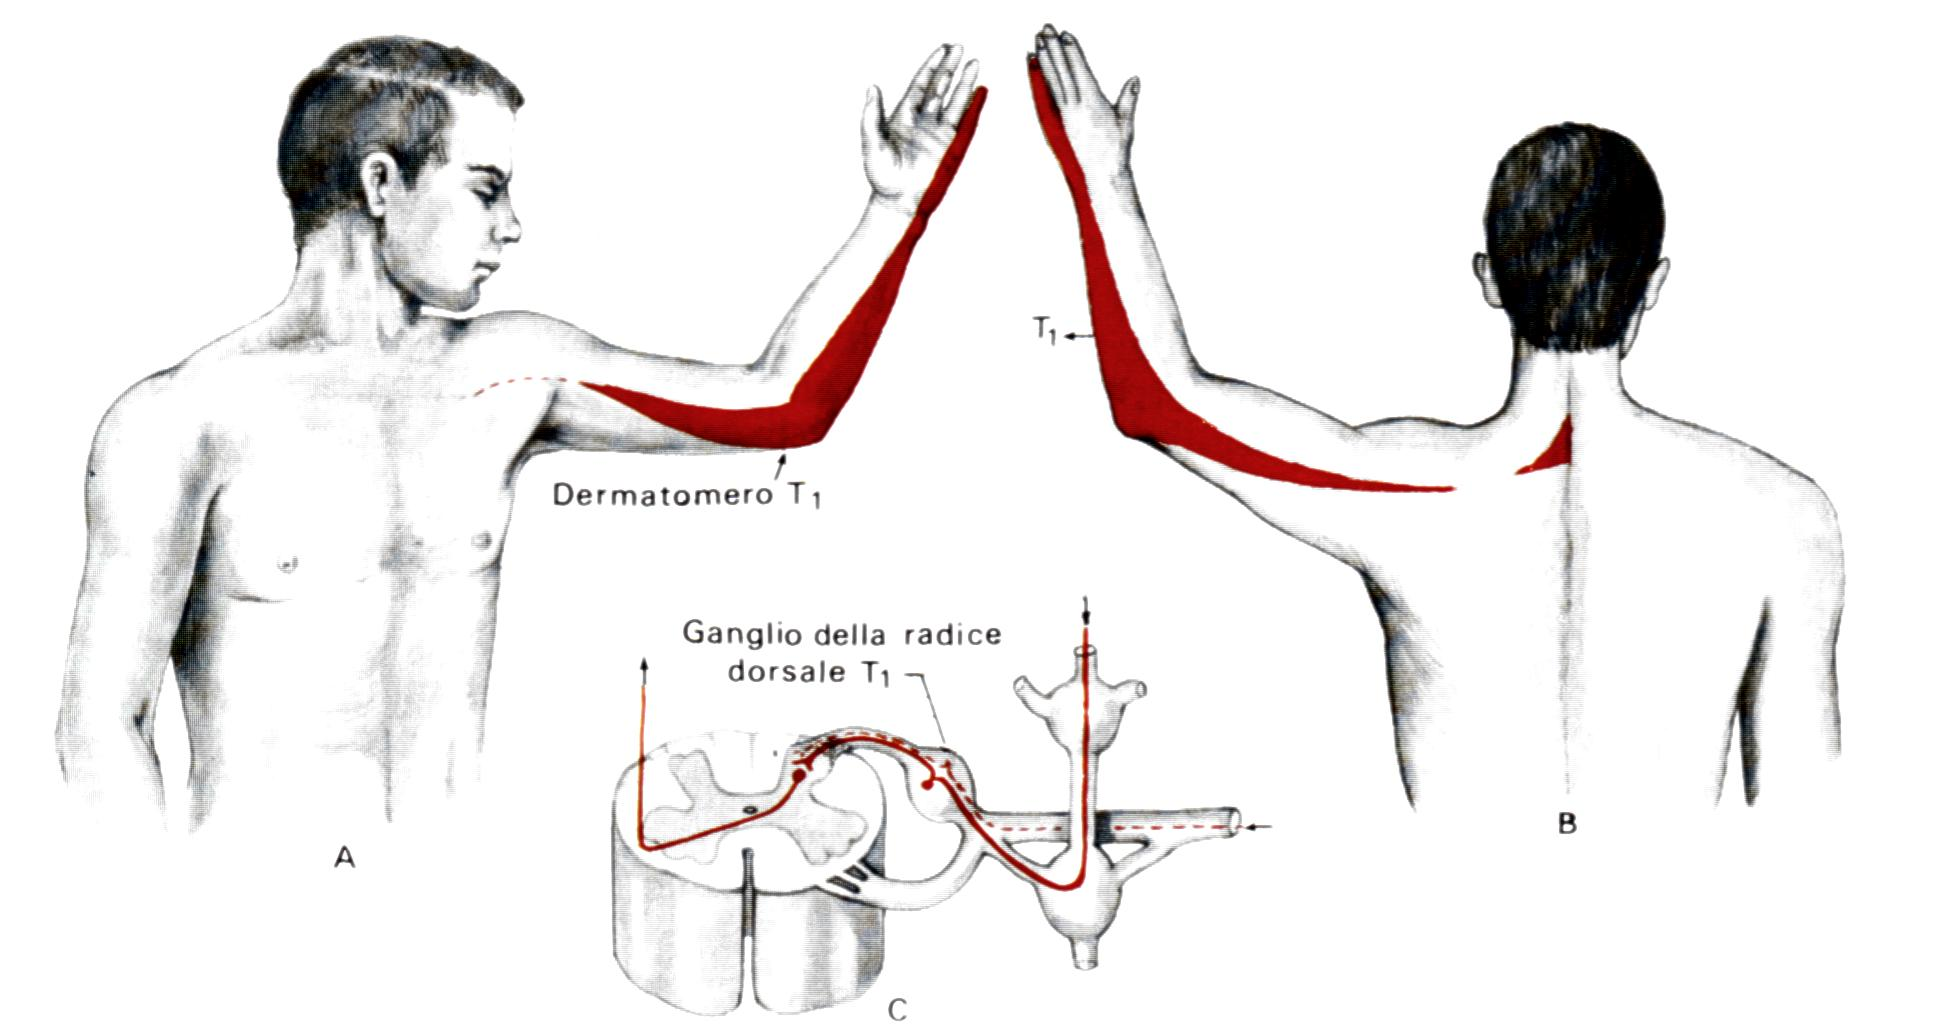 T1
Dermatomero T1
Ganglio della radice
dorsale T1
A
B
C